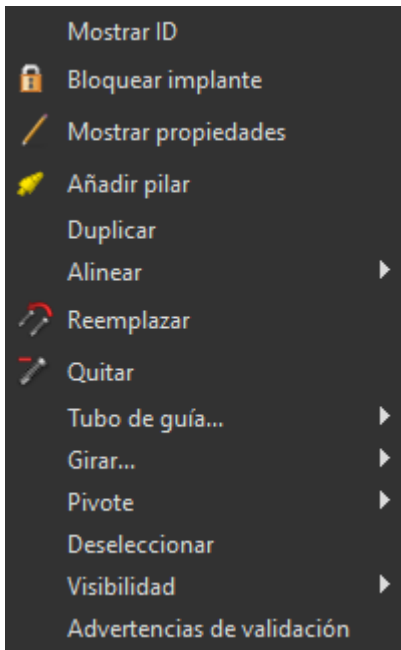 Mostrar ID
Bloquear implante
Mostrar propiedades
Añadir pilar
Duplicar
Alinear
Reemplazar
Quitar
Tubo de guía...
Girar...
Pivote
Deseleccionar
Visibilidad
Advertencias de validación